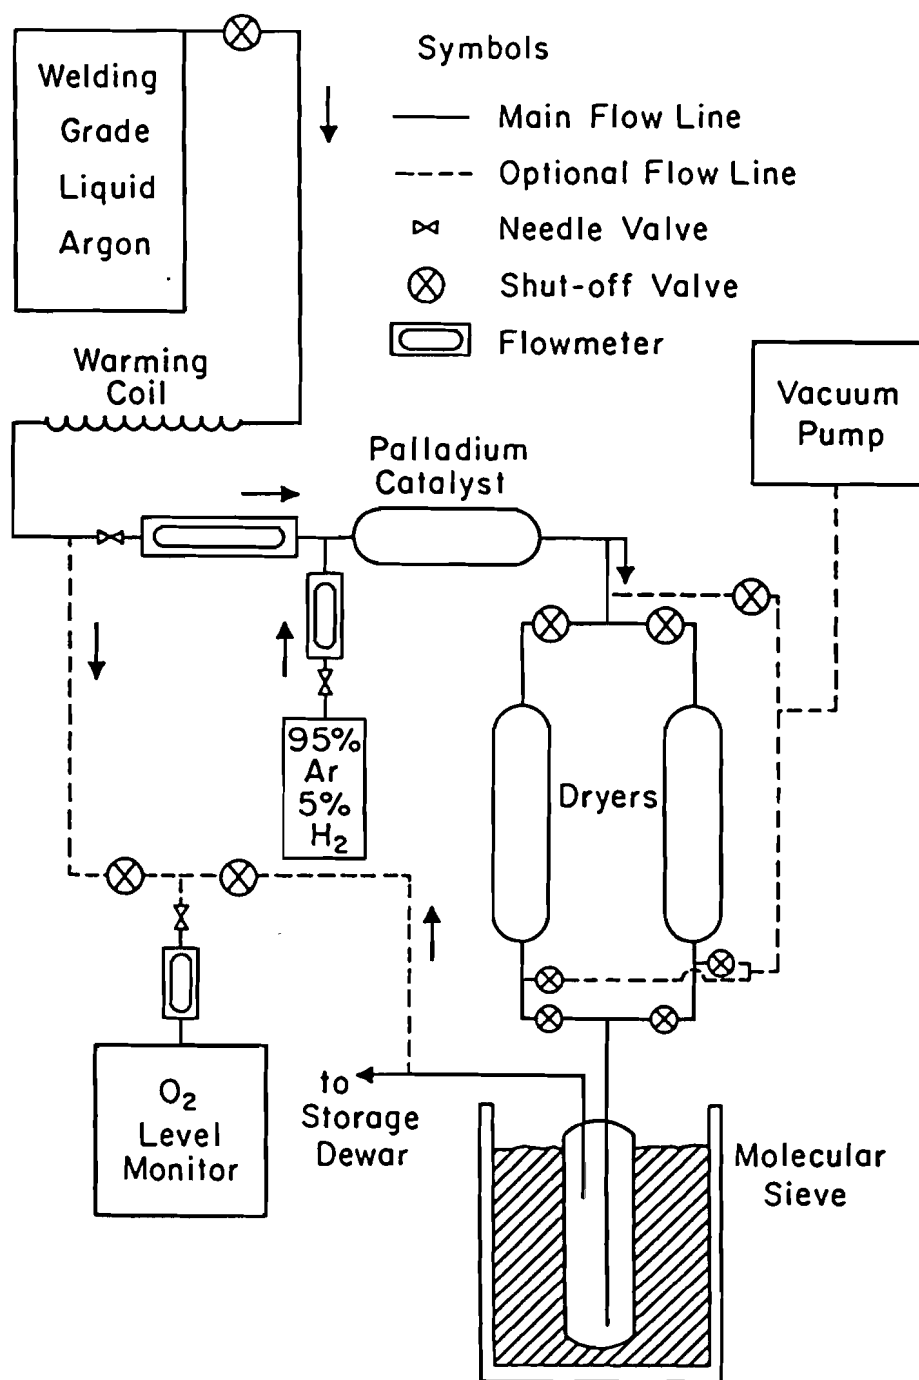 Welding
Grade
Liquid
Argon
Symbols
Main Flow Line
Optional Flow Line
Needle Valve
Shut-off Valve
Flowmeter
Warming
Coil
Vacuum
Pump
Palladium
Catalyst
95%
Ar
5%
H₂
Dryers
O₂
Level
Monitor
to
Storage
Dewar
Molecular
Sieve